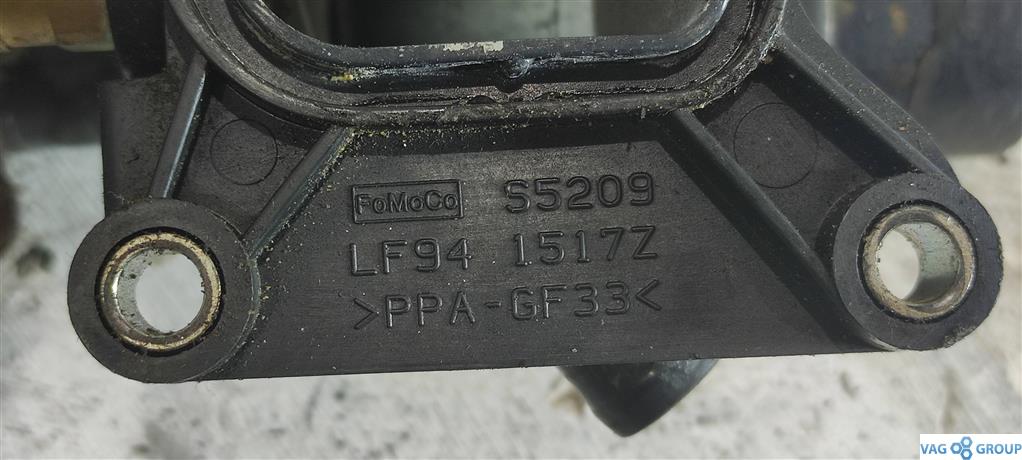 FoMoCo S5209
LF94 1517Z
>PPA-GF33<
VAG GROUP